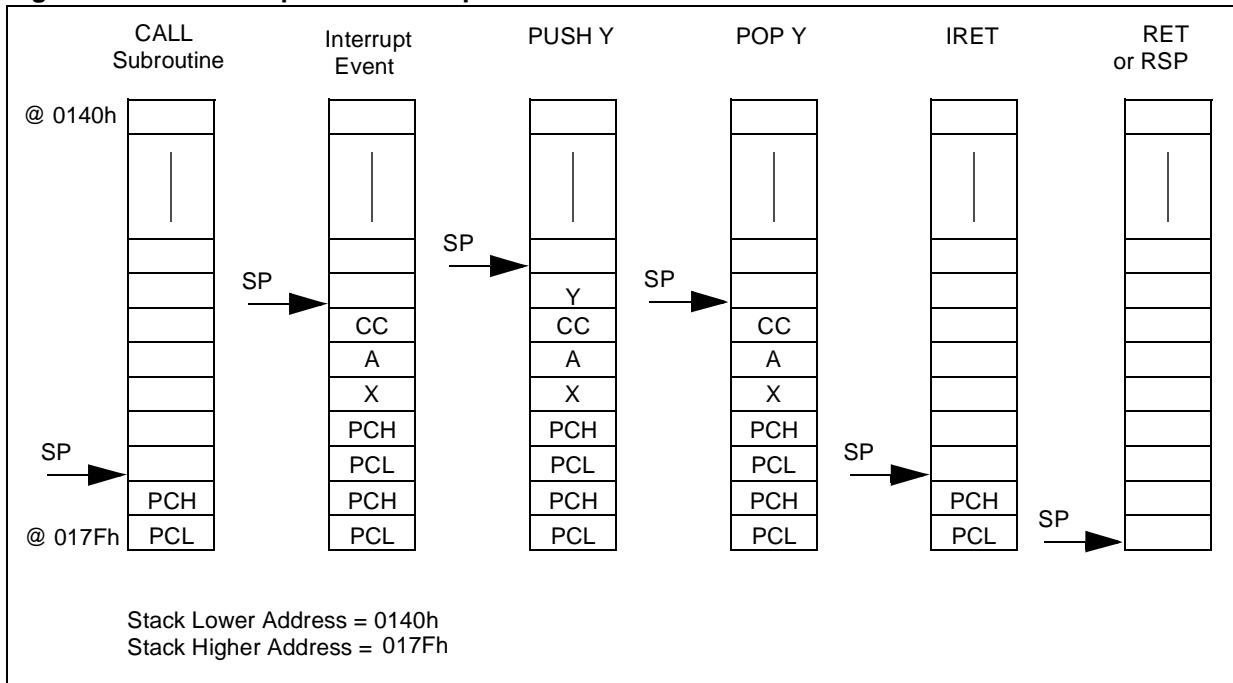 CALL
Subroutine
Interrupt
Event
PUSH Y
POP Y
IRET
RET
or RSP
@ 0140h
SP
SP
SP
Y
CC
CC
CC
A
A
A
X
X
X
PCH
PCH
PCH
SP
SP
PCL
PCL
PCL
PCH
PCH
PCH
PCH
PCH
SP
@ 017Fh
PCL
PCL
PCL
PCL
PCL
Stack Lower Address = 0140h
Stack Higher Address = 017Fh